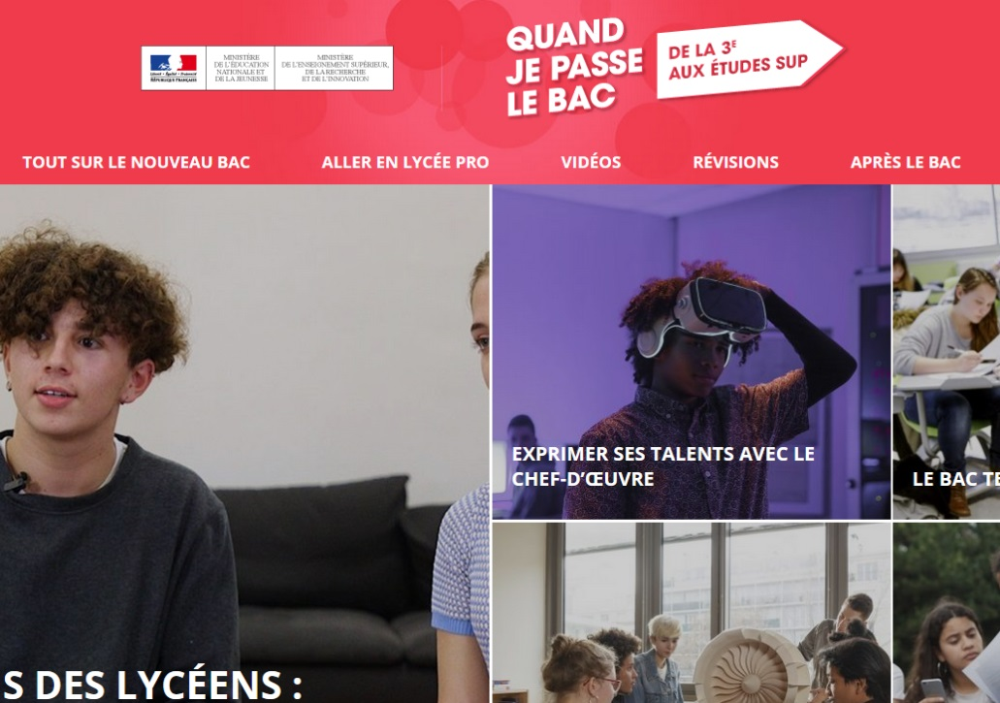 Liberté • Égalité • Fraternité
RÉPUBLIQUE FRANÇAISE
MINISTÈRE
DE L'ÉDUCATION
NATIONALE ET
DE LA JEUNESSE
MINISTÈRE
DE L'ENSEIGNEMENT SUPÉRIEUR,
DE LA RECHERCHE
ET DE L'INNOVATION
QUAND
JE PASSE
LE BAC
DE LA 3E
AUX ÉTUDES SUP
TOUT SUR LE NOUVEAU BAC
ALLER EN LYCÉE PRO
VIDÉOS
RÉVISIONS
APRÈS LE BAC
EXPRIMER SES TALENTS AVEC LE
CHEF-D'ŒUVRE
LE BAC TE
S DES LYCÉENS :